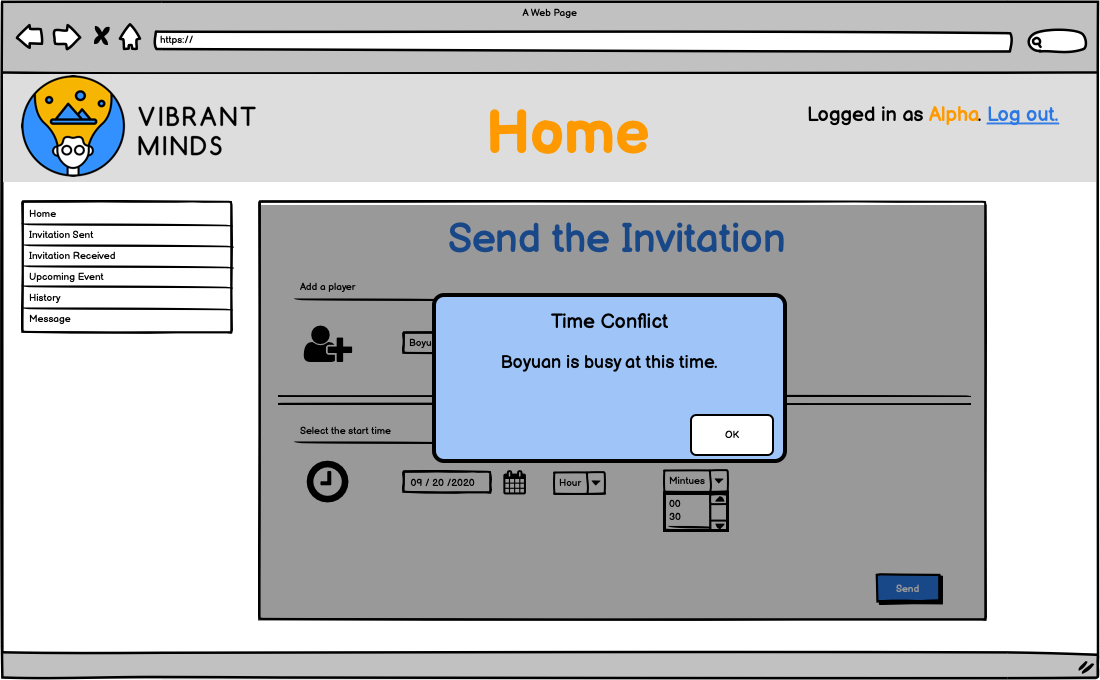 A Web Page
https://
VIBRANT
MINDS
Home
Logged in as Alpha. Log out.
Home
Invitation Sent
Invitation Received
Upcoming Event
History
Message
Send the Invitation
Add a player
Boyu
Time Conflict
Boyuan is busy at this time.
OK
Select the start time
09 / 20 /2020
Hour
Mintues
00
30
Send